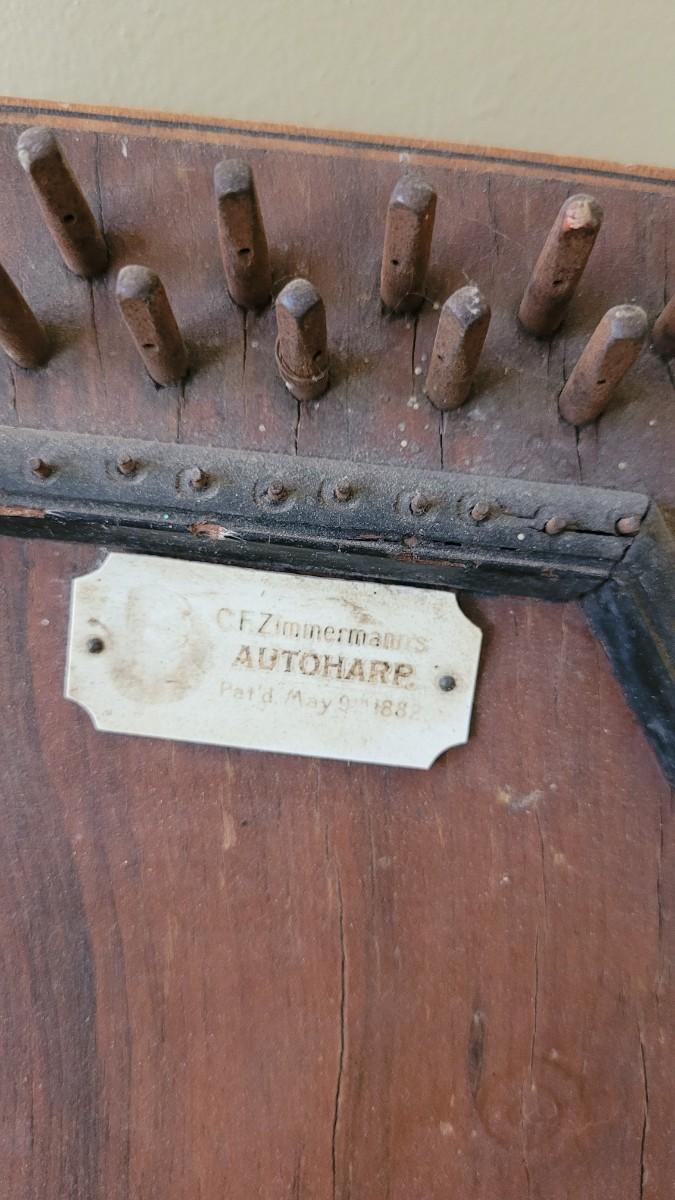 C.F. Zimmermann's
AUTOHARP.
Pat'd. May 9th 1882